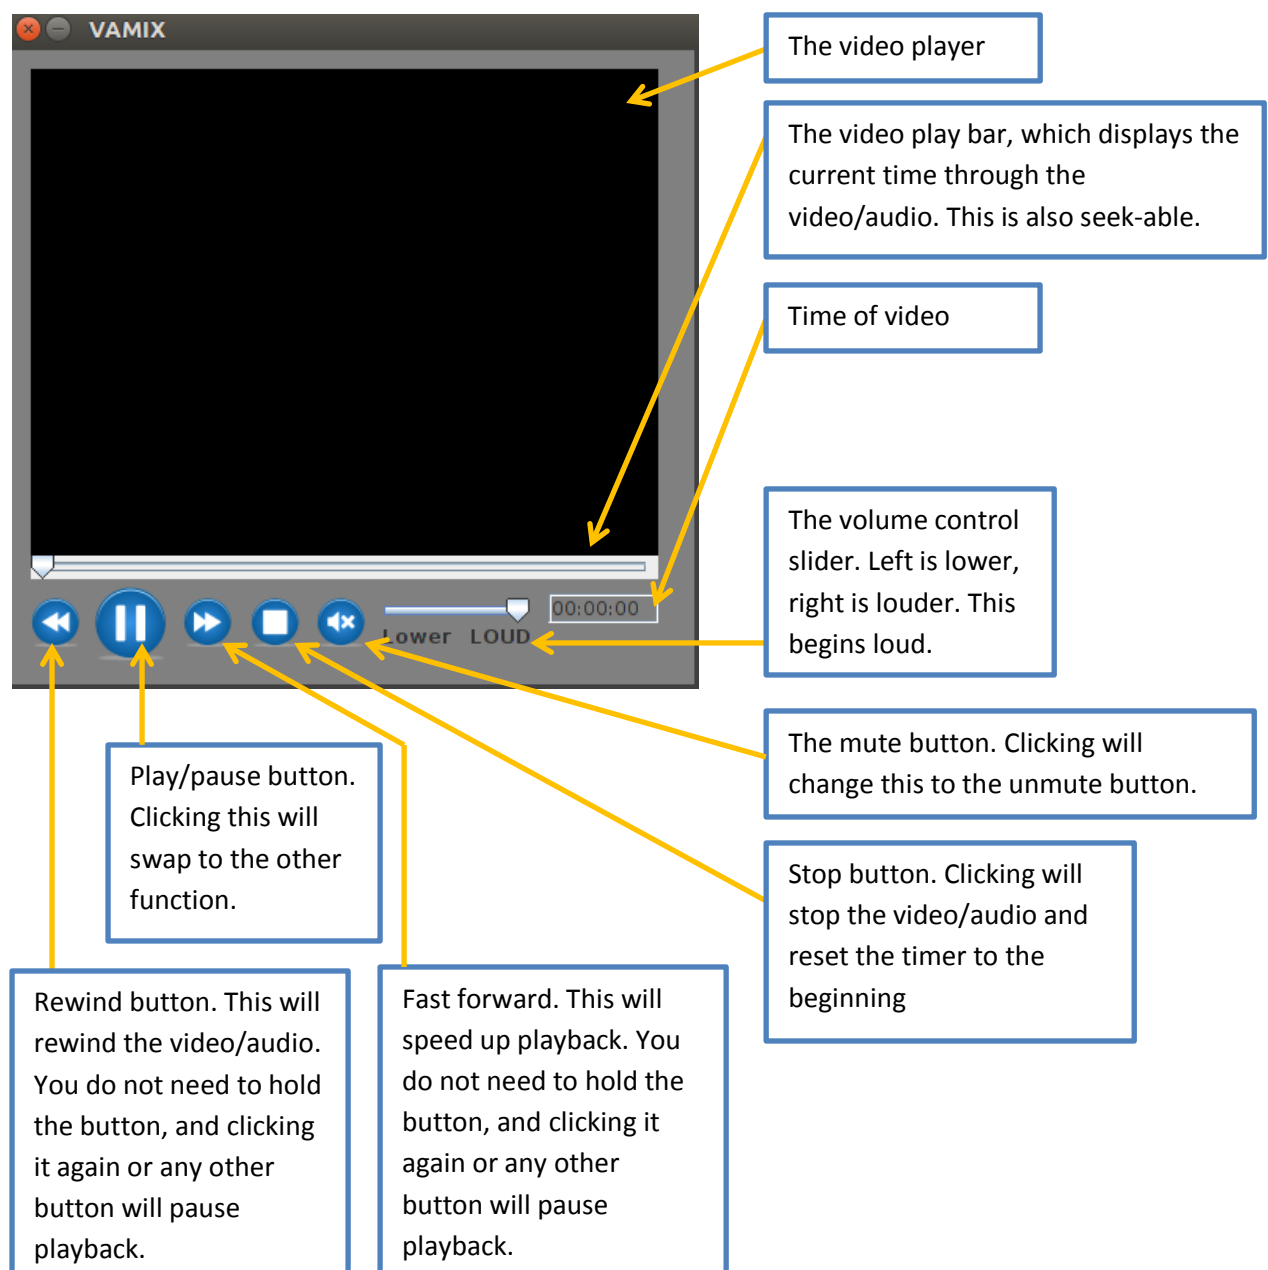 VAMIX
The video player
The video play bar, which displays the
current time through the
video/audio. This is also seek-able.
Time of video
The volume control
slider. Left is lower,
right is louder. This
begins loud.
00:00:00
Lower LOUD
The mute button. Clicking will
change this to the unmute button.
Play/pause button.
Clicking this will
swap to the other
function.
Stop button. Clicking will
stop the video/audio and
reset the timer to the
beginning
Rewind button. This will
rewind the video/audio.
You do not need to hold
the button, and clicking
it again or any other
button will pause
playback.
Fast forward. This will
speed up playback. You
do not need to hold the
button, and clicking it
again or any other
button will pause
playback.